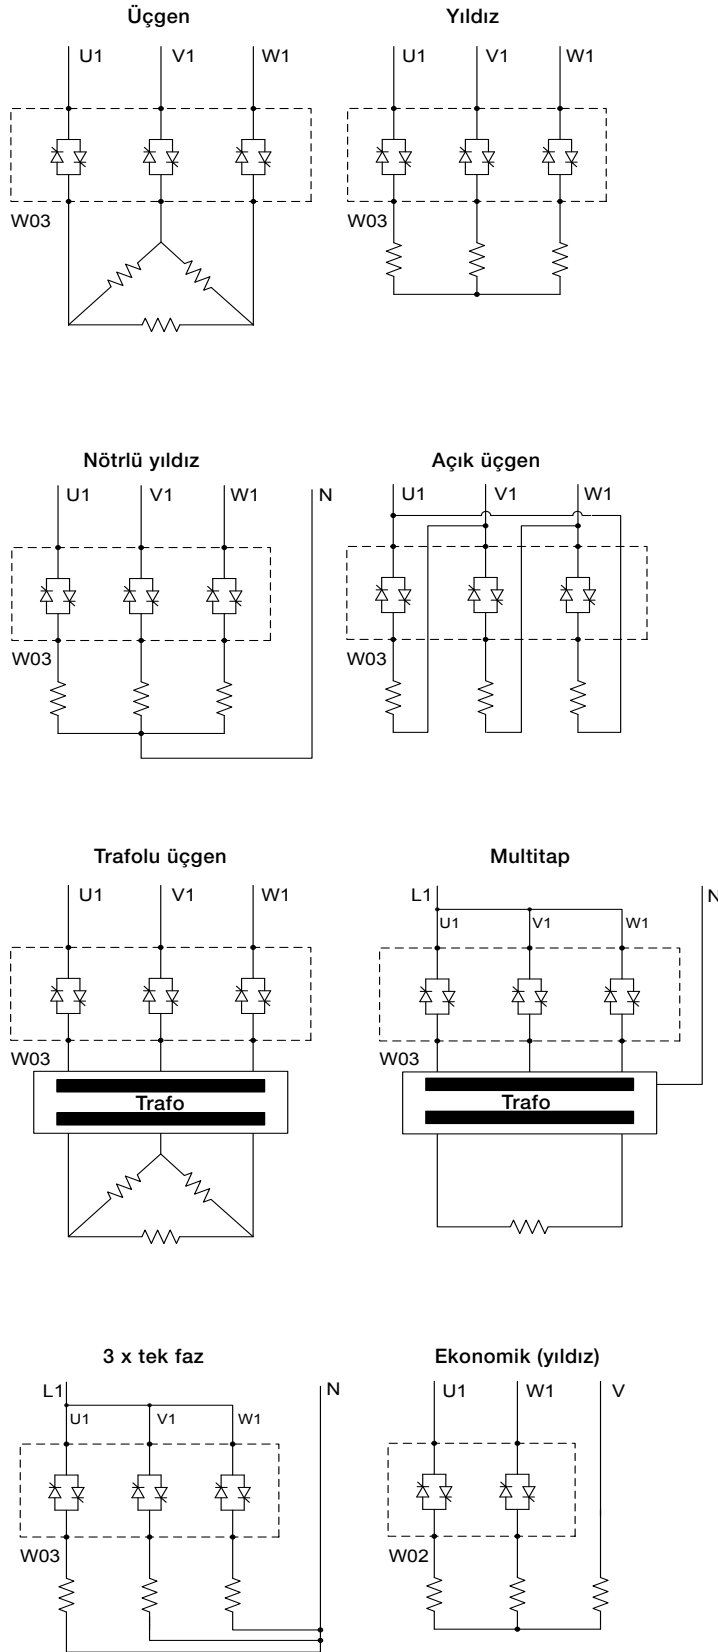 Üçgen
U1 V1 W1
W03
Yıldız
U1 V1 W1
W03
Nötrlü yıldız
U1 V1 W1 N
W03
Açık üçgen
U1 V1 W1
W03
Trafolu üçgen
U1 V1 W1
W03
Trafo
Multitap
L1 N
U1 V1 W1
W03
Trafo
3 x tek faz
L1 N
U1 V1 W1
W03
Ekonomik (yıldız)
U1 W1 V
W02